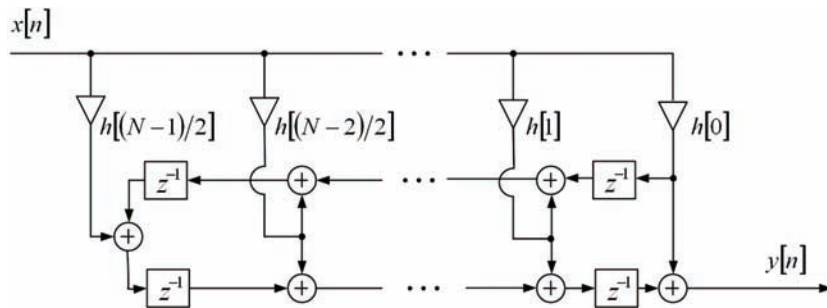 x[n]
h[(N−1)/2]
h[(N−2)/2]
h[1]
h[0]
z⁻¹
z⁻¹
+
+
···
+
+
z⁻¹
+
···
+
z⁻¹
+
y[n]
···